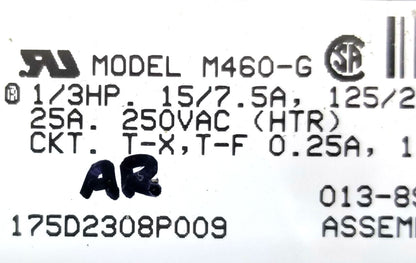 MODEL M460-G
1/3HP. 15/7.5A, 125/2
25A. 250VAC (HTR)
CKT. T-X,T-F 0.25A, 1
AR
013-8
175D2308P009 ASSEM